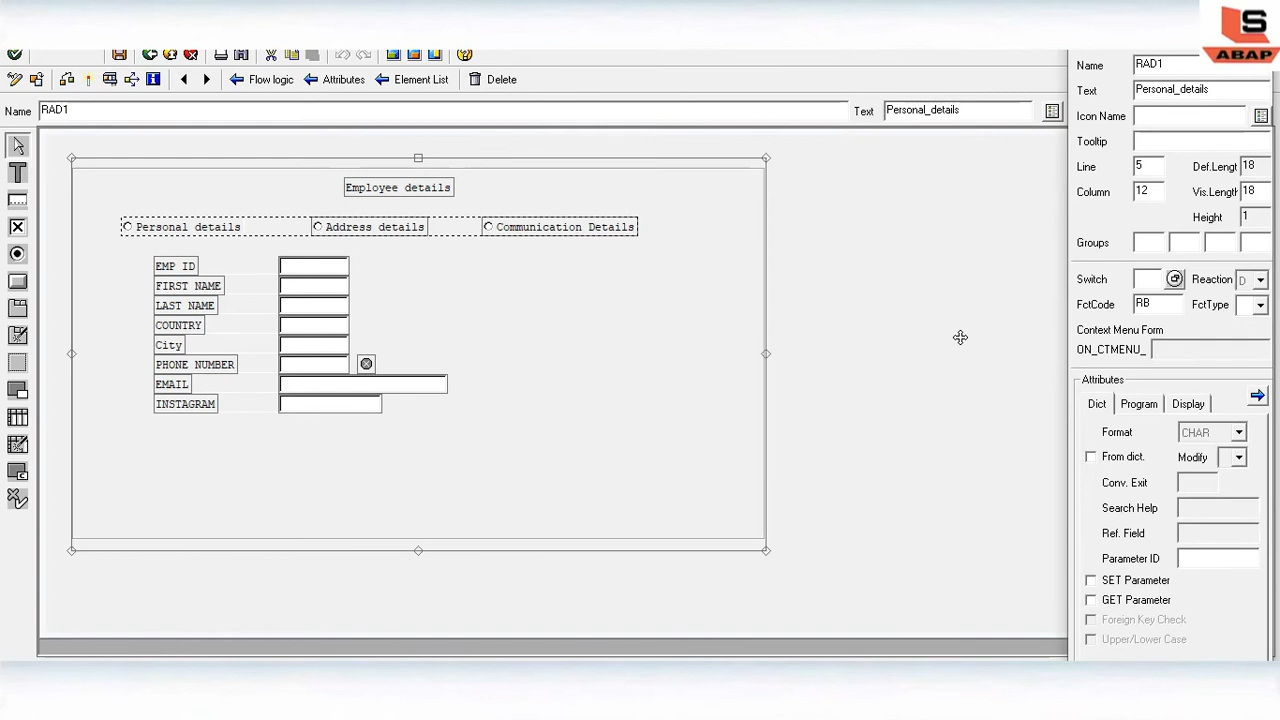 S
ABAP
Flow logic
Attributes
Element List
Delete
Name RAD1 Text Personal_details
Employee details
Personal details
Address details
Communication Details
EMP ID
FIRST NAME
LAST NAME
COUNTRY
City
PHONE NUMBER
EMAIL
INSTAGRAM
Name RAD1
Text Personal_details
Icon Name
Tooltip
Line 5 Def.Lengt 18
Column 12 Vis.Lengt 18
Height 1
Groups
Switch Reaction D
FctCode RB FctType
Context Menu Form
ON_CTMENU_
Attributes
Dict Program Display
Format CHAR
From dict. Modify
Conv. Exit
Search Help
Ref. Field
Parameter ID
SET Parameter
GET Parameter
Foreign Key Check
Upper/Lower Case